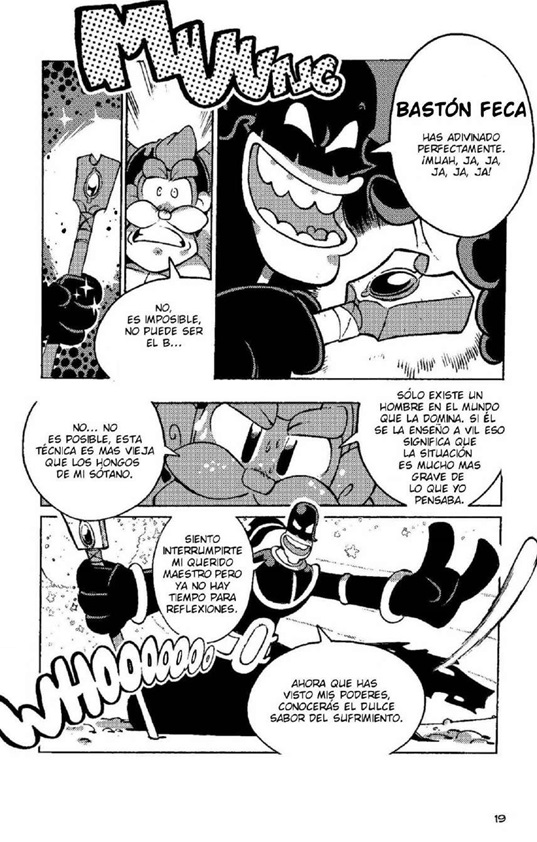 MUUUNG
NO,
ES IMPOSIBLE,
NO PUEDE SER
EL B...
BASTÓN FECA
HAS ADIVINADO
PERFECTAMENTE.
¡MUAH, JA, JA,
JA, JA, JA!
NO... NO
ES POSIBLE, ESTA
TÉCNICA ES MAS VIEJA
QUE LOS HONGOS
DE MI SÓTANO.
SÓLO EXISTE UN
HOMBRE EN EL MUNDO
QUE LA DOMINA. SI ÉL
SE LA ENSEÑO A VIL ESO
SIGNIFICA QUE
LA SITUACIÓN
ES MUCHO MAS
GRAVE DE
LO QUE YO
PENSABA.
SIENTO
INTERRUMPIRTE
MI QUERIDO
MAESTRO PERO
YA NO HAY
TIEMPO PARA
REFLEXIONES.
WHOOOOOOOO-O
AHORA QUE HAS
VISTO MIS PODERES,
CONOCERÁS EL DULCE
SABOR DEL SUFRIMIENTO.
19